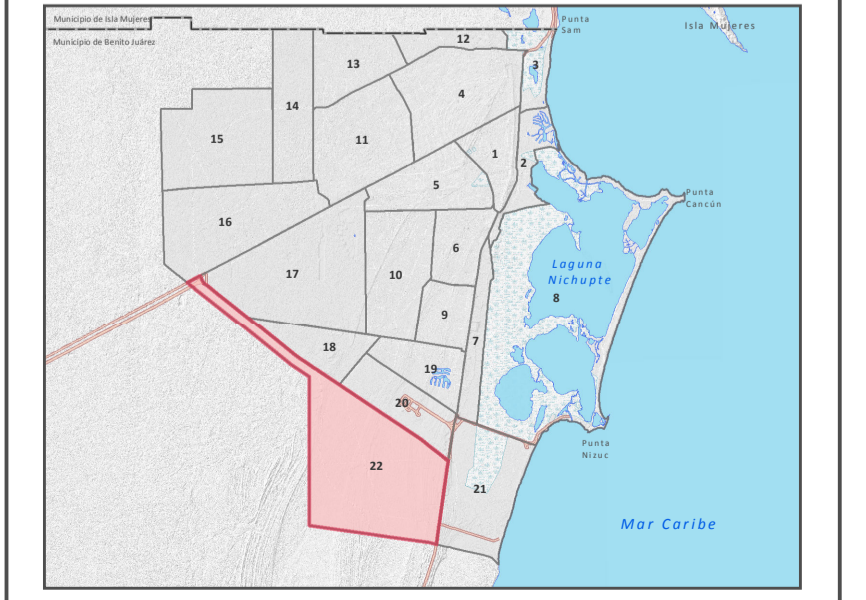 Municipio de Isla Mujeres
Punta
Sam
Isla Mujeres
Municipio de Benito Juárez
12
13
3
4
14
15
11
1
2
5
Punta
Cancún
16
6
17
10
Laguna
Nichupte
8
9
7
18
19
20
Punta
Nizuc
22
21
Mar Caribe